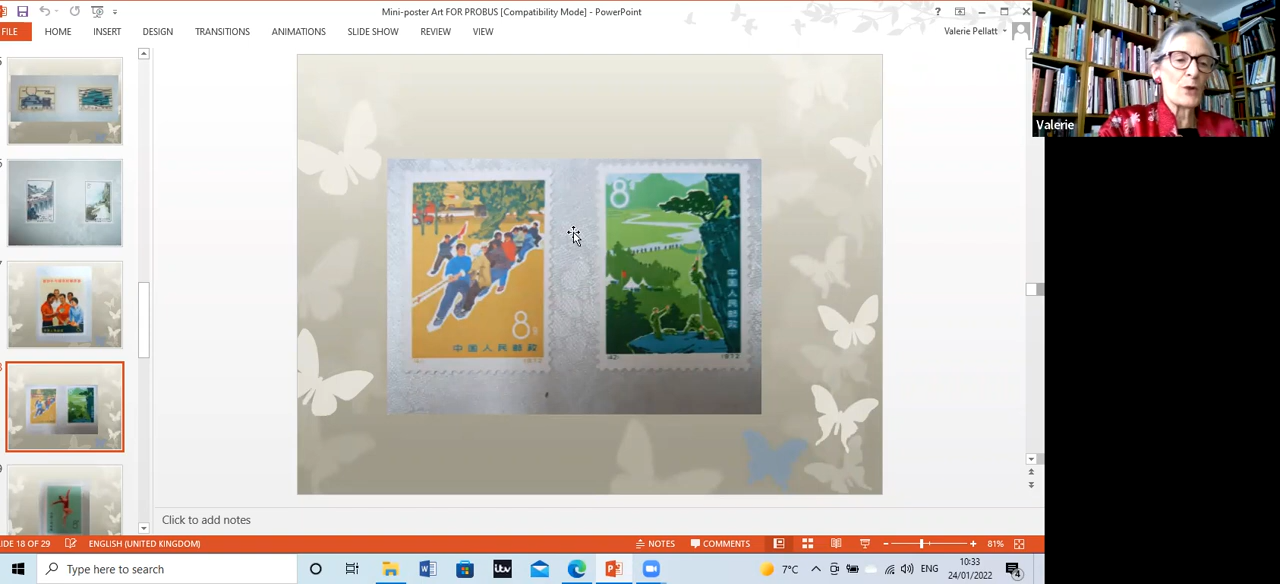 Mini-poster Art FOR PROBUS [Compatibility Mode] - PowerPoint
?
FILE
HOME
INSERT
DESIGN
TRANSITIONS
ANIMATIONS
SLIDE SHOW
REVIEW
VIEW
Valerie Pellatt
Valerie
8
中国人民邮政
1972
8
中国人民邮政
1972
Click to add notes
IDE 18 OF 29
ENGLISH (UNITED KINGDOM)
NOTES
COMMENTS
81%
Type here to search
itv
7°C
ENG
10:33
24/01/2022
4